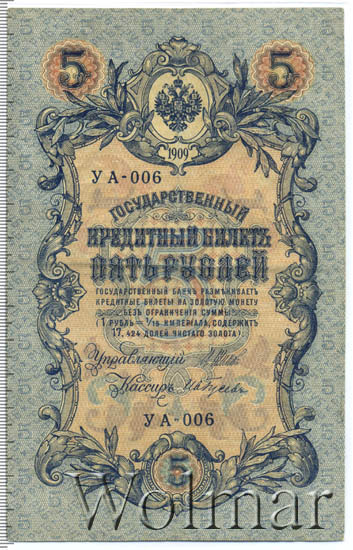 5 5
1909
УА-006
ГОСУДАРСТВЕННЫЙ
КРЕДИТНЫЙ БИЛЕТЪ
ПЯТЬ РУБЛЕЙ
ГОСУДАРСТВЕННЫЙ БАНКЪ РАЗМѢНИВАЕТЪ
КРЕДИТНЫЕ БИЛЕТЫ НА ЗОЛОТУЮ МОНЕТУ
БЕЗЪ ОГРАНИЧЕНІЯ СУММЫ
(1 РУБЛЬ = 1/15 ИМПЕРІАЛА, СОДЕРЖИТЪ
17,424 ДОЛЕЙ ЧИСТАГО ЗОЛОТА)
Управляющій
Кассиръ
УА-006
5
Wolmar